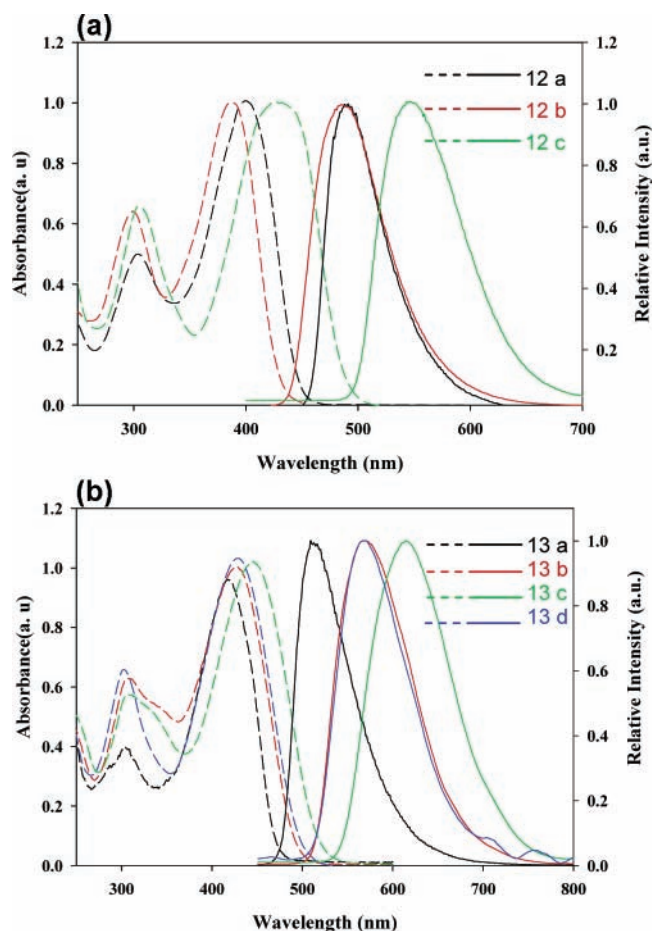 (a)
1.2
1.0
0.8
0.6
0.4
0.2
0.0
Absorbance(a. u)
1.2
1.0
0.8
0.6
0.4
0.2
Relative Intensity (a.u.)
12 a
12 b
12 c
300 400 500 600 700
Wavelength (nm)
(b)
1.2
1.0
0.8
0.6
0.4
0.2
0.0
Absorbance(a. u)
1.0
0.8
0.6
0.4
0.2
0.0
Relative Intensity (a.u.)
13 a
13 b
13 c
13 d
300 400 500 600 700 800
Wavelength (nm)